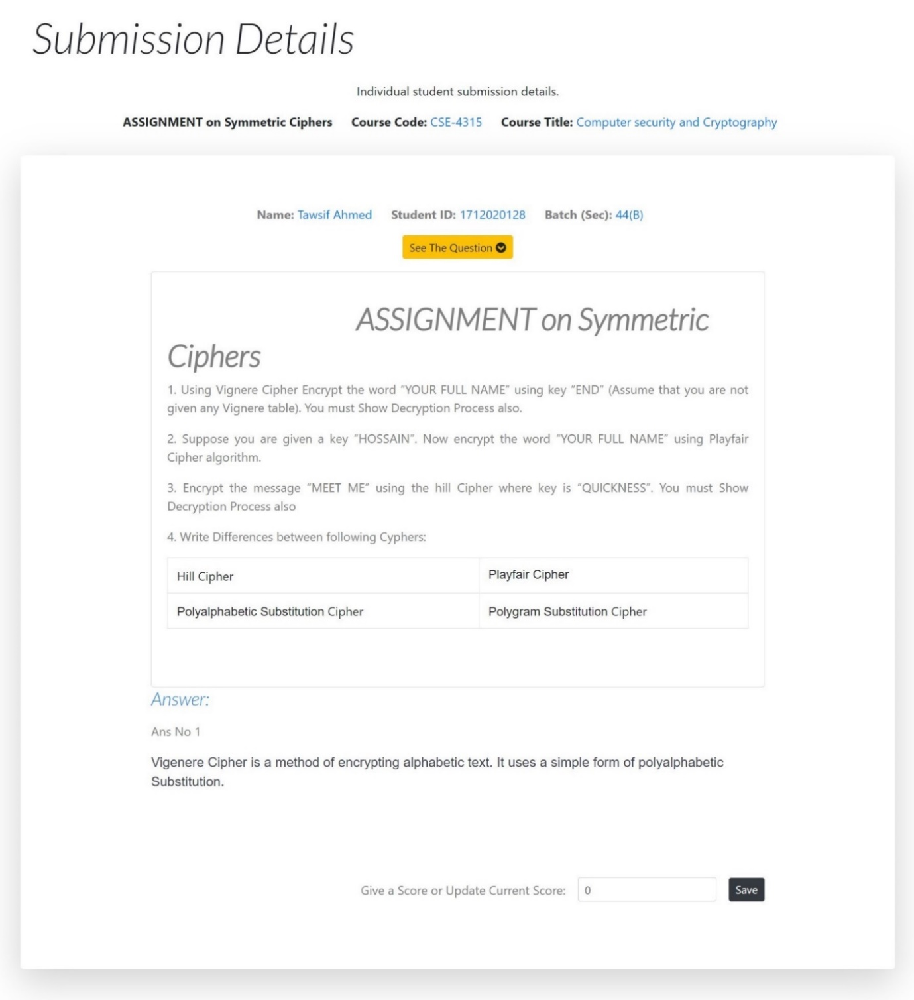 Submission Details
Individual student submission details.
ASSIGNMENT on Symmetric Ciphers Course Code: CSE-4315 Course Title: Computer security and Cryptography
Name: Tawsif Ahmed Student ID: 1712020128 Batch (Sec): 44(B)
See The Question
ASSIGNMENT on Symmetric
Ciphers
1. Using Vignere Cipher Encrypt the word “YOUR FULL NAME” using key “END” (Assume that you are not
given any Vignere table). You must Show Decryption Process also.
2. Suppose you are given a key “HOSSAIN”. Now encrypt the word “YOUR FULL NAME” using Playfair
Cipher algorithm.
3. Encrypt the message “MEET ME” using the hill Cipher where key is “QUICKNESS”. You must Show
Decryption Process also
4. Write Differences between following Cyphers:
Hill Cipher Playfair Cipher
Polyalphabetic Substitution Cipher Polygram Substitution Cipher
Answer:
Ans No 1
Vigenere Cipher is a method of encrypting alphabetic text. It uses a simple form of polyalphabetic
Substitution.
Give a Score or Update Current Score: 0 Save